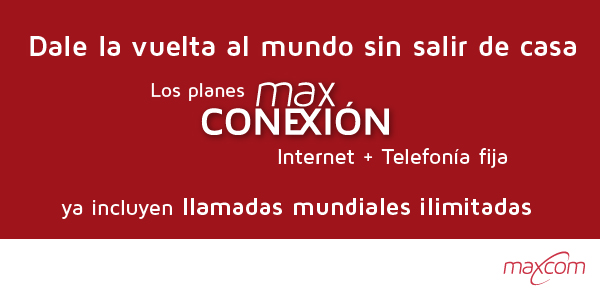 Dale la vuelta al mundo sin salir de casa
Los planes max
CONEXIÓN
Internet + Telefonía fija
ya incluyen llamadas mundiales ilimitadas
maxcom